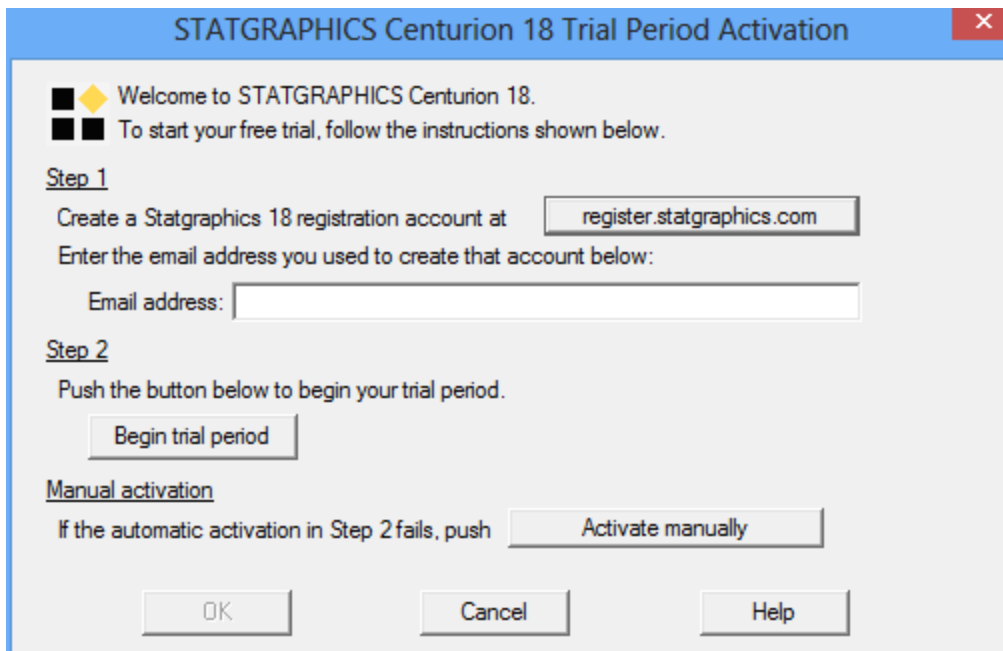 STATGRAPHICS Centurion 18 Trial Period Activation
Welcome to STATGRAPHICS Centurion 18.
To start your free trial, follow the instructions shown below.
Step 1
Create a Statgraphics 18 registration account at register.statgraphics.com
Enter the email address you used to create that account below:
Email address:
Step 2
Push the button below to begin your trial period.
Begin trial period
Manual activation
If the automatic activation in Step 2 fails, push Activate manually
OK Cancel Help